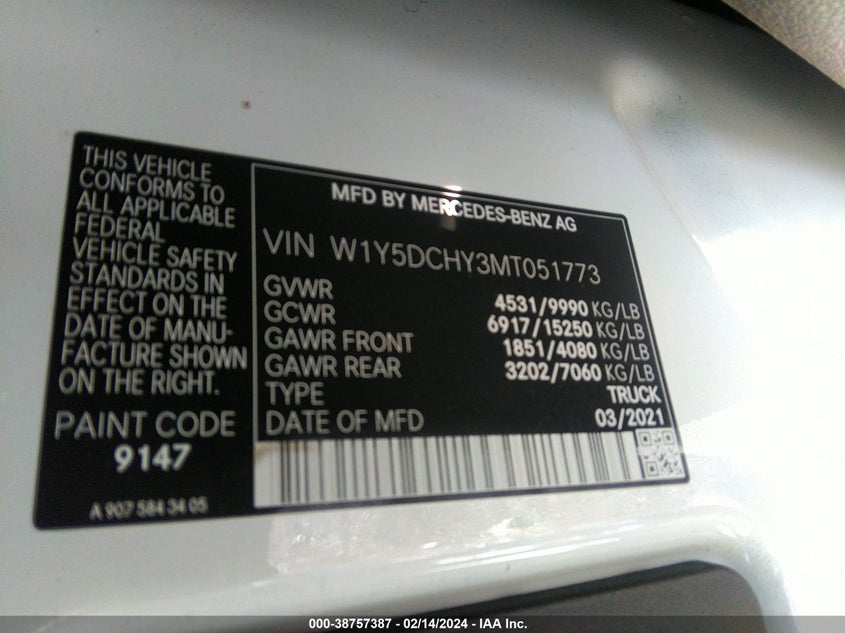 THIS VEHICLE
CONFORMS TO
ALL APPLICABLE
FEDERAL
VEHICLE SAFETY
STANDARDS IN
EFFECT ON THE
DATE OF MANU-
FACTURE SHOWN
ON THE RIGHT.
PAINT CODE
9147
A 907 584 34 05
MFD BY MERCEDES-BENZ AG
VIN W1Y5DCHY3MT051773
GVWR 4531/9990 KG/LB
GCWR 6917/15250 KG/LB
GAWR FRONT 1851/4080 KG/LB
GAWR REAR 3202/7060 KG/LB
TYPE TRUCK
DATE OF MFD 03/2021
000-38757387 - 02/14/2024 - IAA Inc.